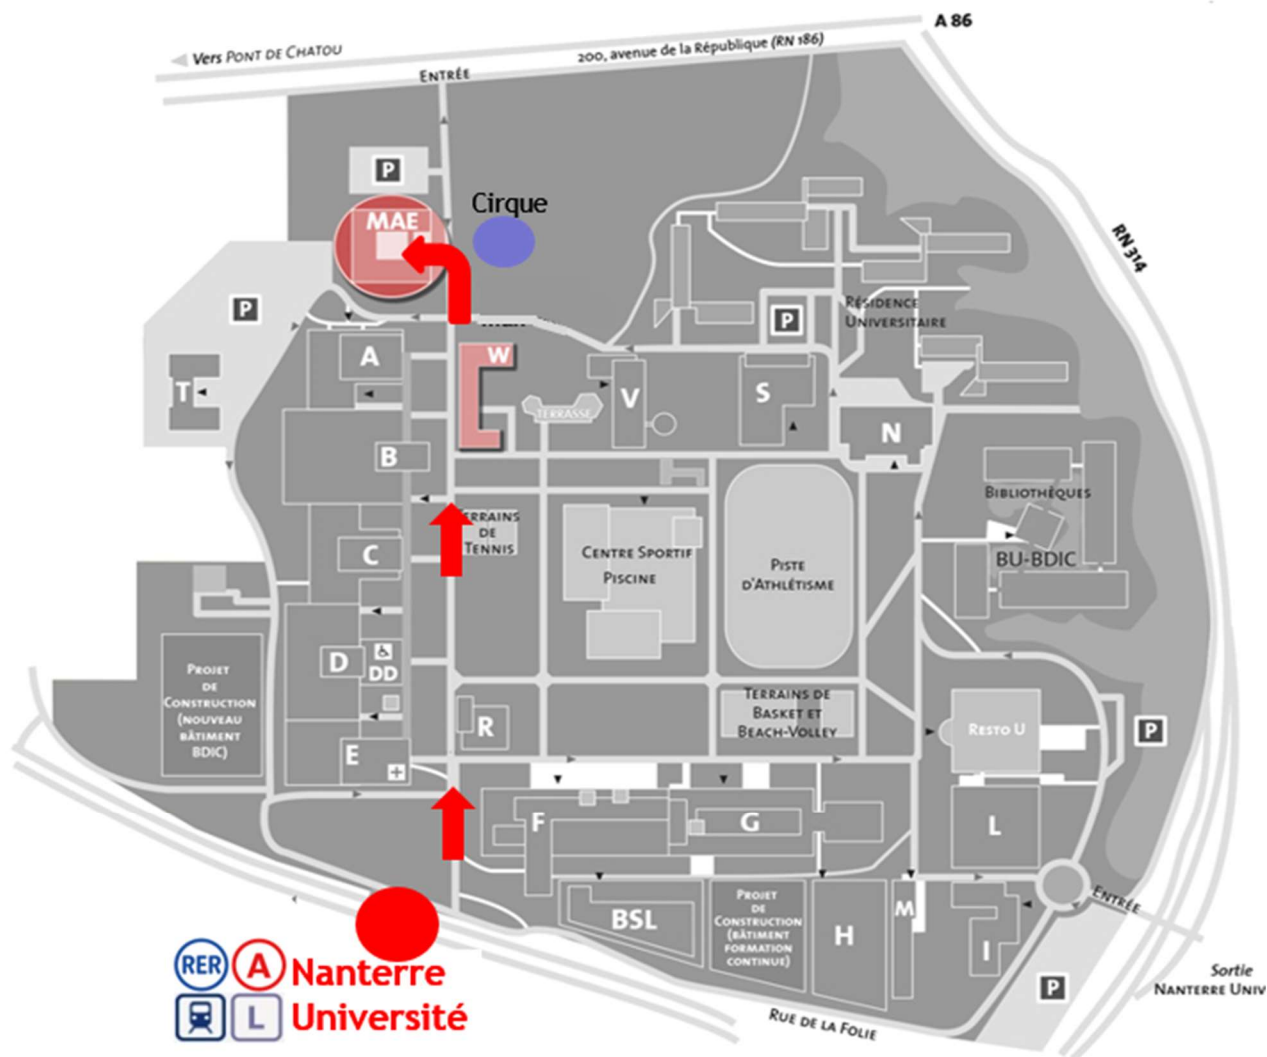 A 86
Vers PONT DE CHATOU
200, avenue de la République (RN 186)
ENTRÉE
P
MAE
Cirque
RN 314
P
P
RÉSIDENCE
UNIVERSITAIRE
A
W
T
V
S
TERRASSE
N
B
BIBLIOTHÈQUES
TERRAINS
DE
TENNIS
C
CENTRE SPORTIF
PISCINE
PISTE
D'ATHLÉTISME
BU-BDIC
D
DD
PROJET
DE
CONSTRUCTION
(NOUVEAU
BÂTIMENT
BDIC)
TERRAINS DE
BASKET ET
BEACH-VOLLEY
R
RESTO U
P
E
F
G
L
ENTRÉE
BSL
PROJET
DE
CONSTRUCTION
(BÂTIMENT
FORMATION
CONTINUE)
H
M
I
RER A Nanterre
L Université
P
Sortie
NANTERRE UNIV
RUE DE LA FOLIE